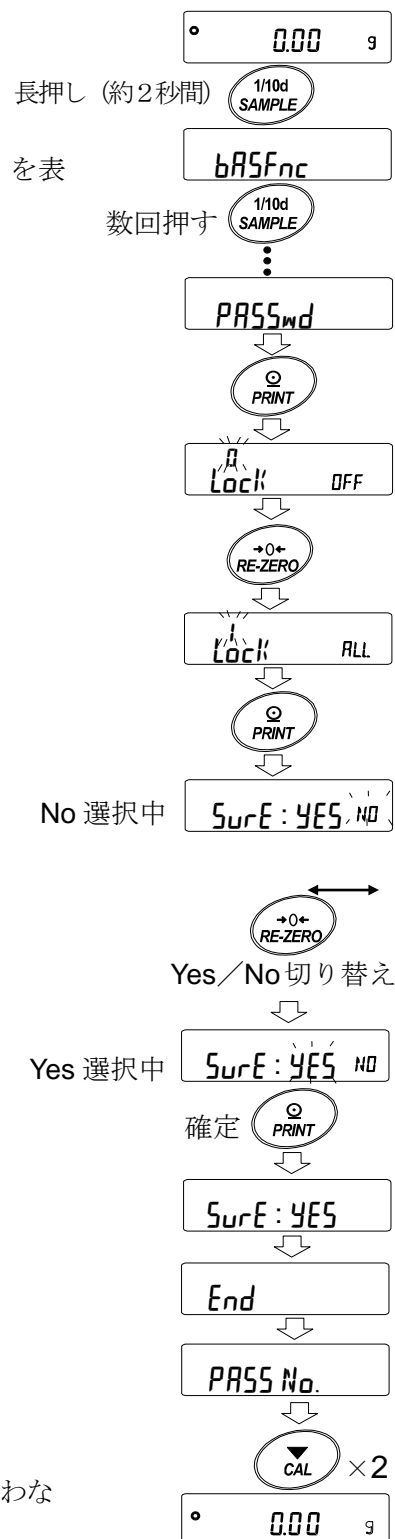 0.00 g
長押し（約２秒間） 1/10d SAMPLE
を表 bASFnc
数回押す 1/10d SAMPLE
PASSwd
PRINT
0
Lock OFF
→0← RE-ZERO
1
Lock ALL
PRINT
No 選択中 SurE : YES NO
→0← RE-ZERO
Yes／No 切り替え
Yes 選択中 SurE : YES NO
確定 PRINT
SurE : YES
End
PASS No.
CAL ×2
わな
0.00 g